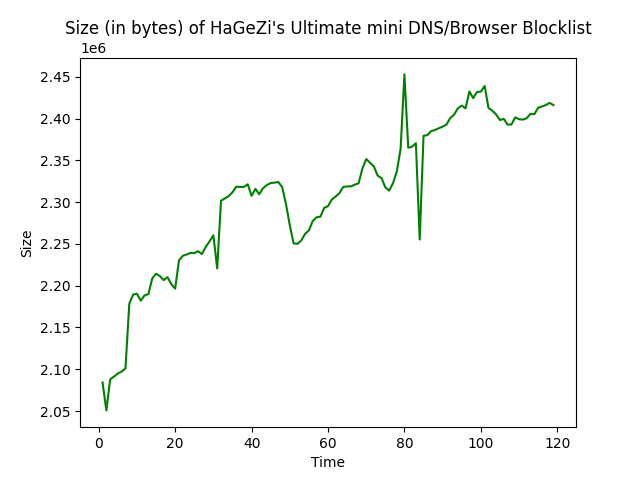 Size (in bytes) of HaGeZi's Ultimate mini DNS/Browser Blocklist
1e6
2.45
2.40
2.35
2.30
2.25
2.20
2.15
2.10
2.05
Size
0 20 40 60 80 100 120
Time